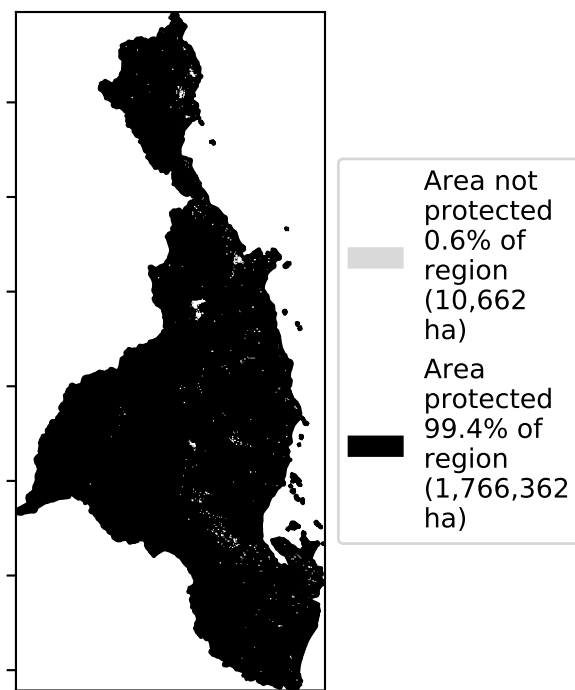 Area not
protected
0.6% of
region
(10,662
ha)
Area
protected
99.4% of
region
(1,766,362
ha)